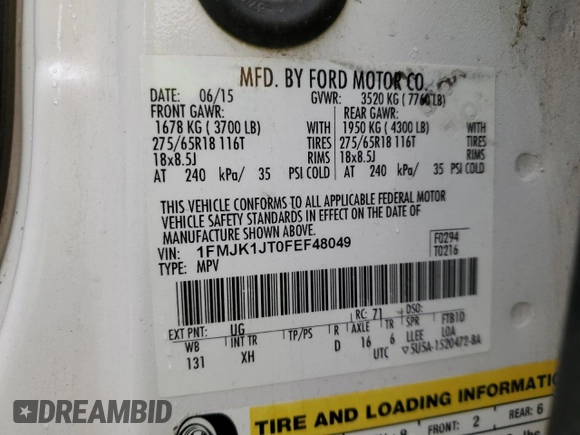 MFD. BY FORD MOTOR CO.
DATE: 06/15 GVWR: 3520 KG ( 7760 LB)
FRONT GAWR: REAR GAWR:
1678 KG ( 3700 LB) WITH 1950 KG ( 4300 LB) WITH
275/65R18 116T TIRES 275/65R18 116T TIRES
18x8.5J RIMS 18x8.5J RIMS
AT 240 kPa/ 35 PSI COLD AT 240 kPa/ 35 PSI COLD
THIS VEHICLE CONFORMS TO ALL APPLICABLE FEDERAL MOTOR
VEHICLE SAFETY STANDARDS IN EFFECT ON THE DATE OF
MANUFACTURE SHOWN ABOVE.
VIN: 1FMJK1JT0FEF48049 F0294
TYPE: MPV T0216
RC: 71 DSO:
EXT PNT: UG
WB INT TR TP/PS R AXLE TR SPR FTB10
131 XH D 16 6 LLEE LOA
UTC ▽5U5A-1520472-BA
TIRE AND LOADING INFORMATION
FRONT: 2 REAR: 6
DREAMBID